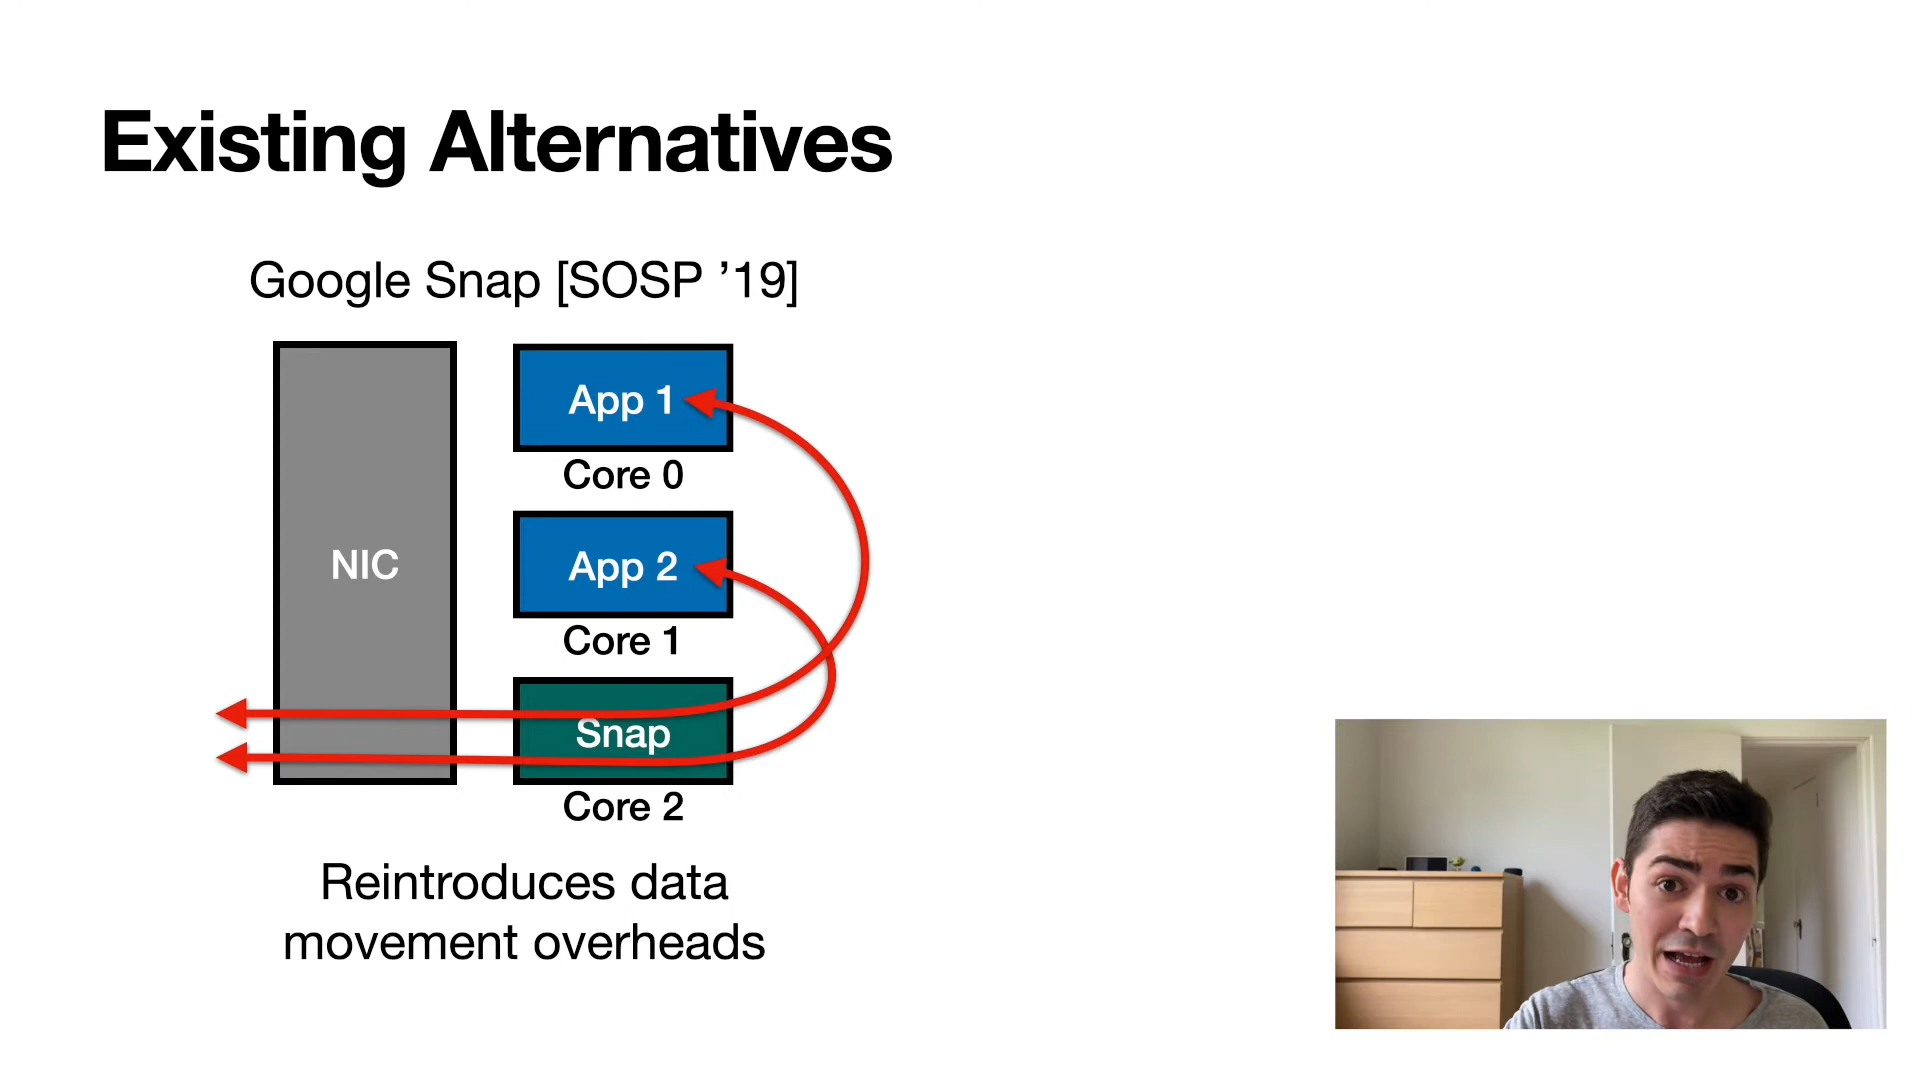 Existing Alternatives
Google Snap [SOSP ’19]
NIC
App 1
Core 0
App 2
Core 1
Snap
Core 2
Reintroduces data
movement overheads